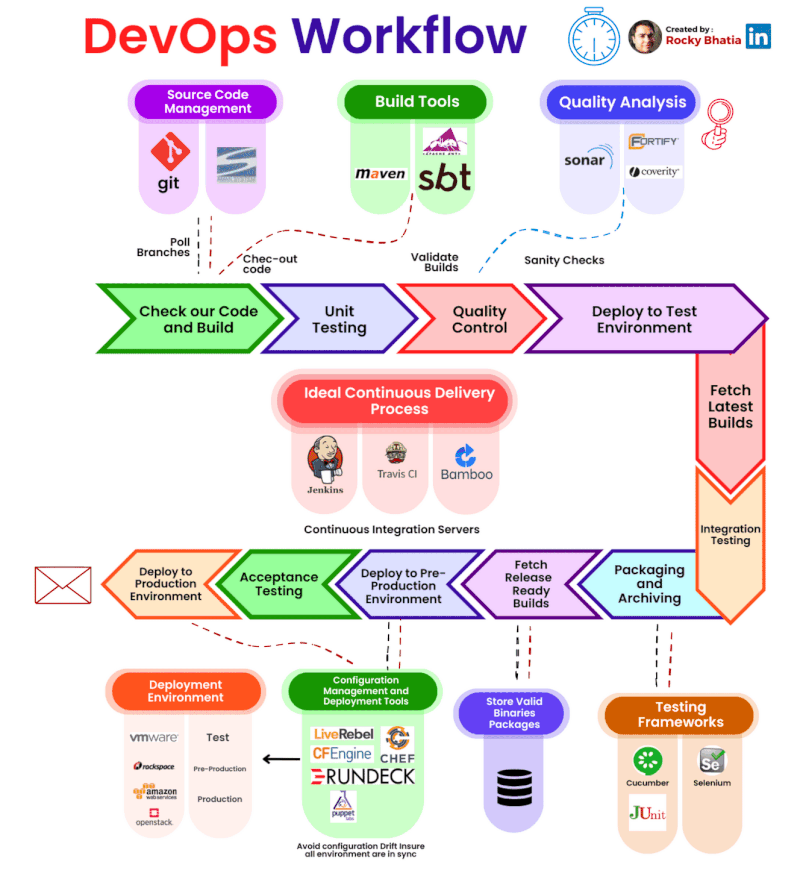 DevOps Workflow
Created by :
Rocky Bhatia
in
Source Code
Management
git
Build Tools
maven
sbt
Quality Analysis
sonar
FORTIFY
coverity
Poll
Branches
Chec-out
code
Validate
Builds
Sanity Checks
Check our Code
and Build
Unit
Testing
Quality
Control
Deploy to Test
Environment
Fetch
Latest
Builds
Ideal Continuous Delivery
Process
Jenkins
Travis CI
Bamboo
Continuous Integration Servers
Integration
Testing
Deploy to
Production
Environment
Acceptance
Testing
Deploy to Pre-
Production
Environment
Fetch
Release
Ready
Builds
Packaging
and
Archiving
Deployment
Environment
vmware
Test
rackspace
Pre-Production
amazon
web services
Production
openstack.
Configuration
Management and
Deployment Tools
LiveRebel
CFEngine
CHEF
RUNDECK
puppet
labs
Avoid configuration Drift Insure
all environment are in sync
Store Valid
Binaries
Packages
Testing
Frameworks
Cucumber
Se
Selenium
JUnit